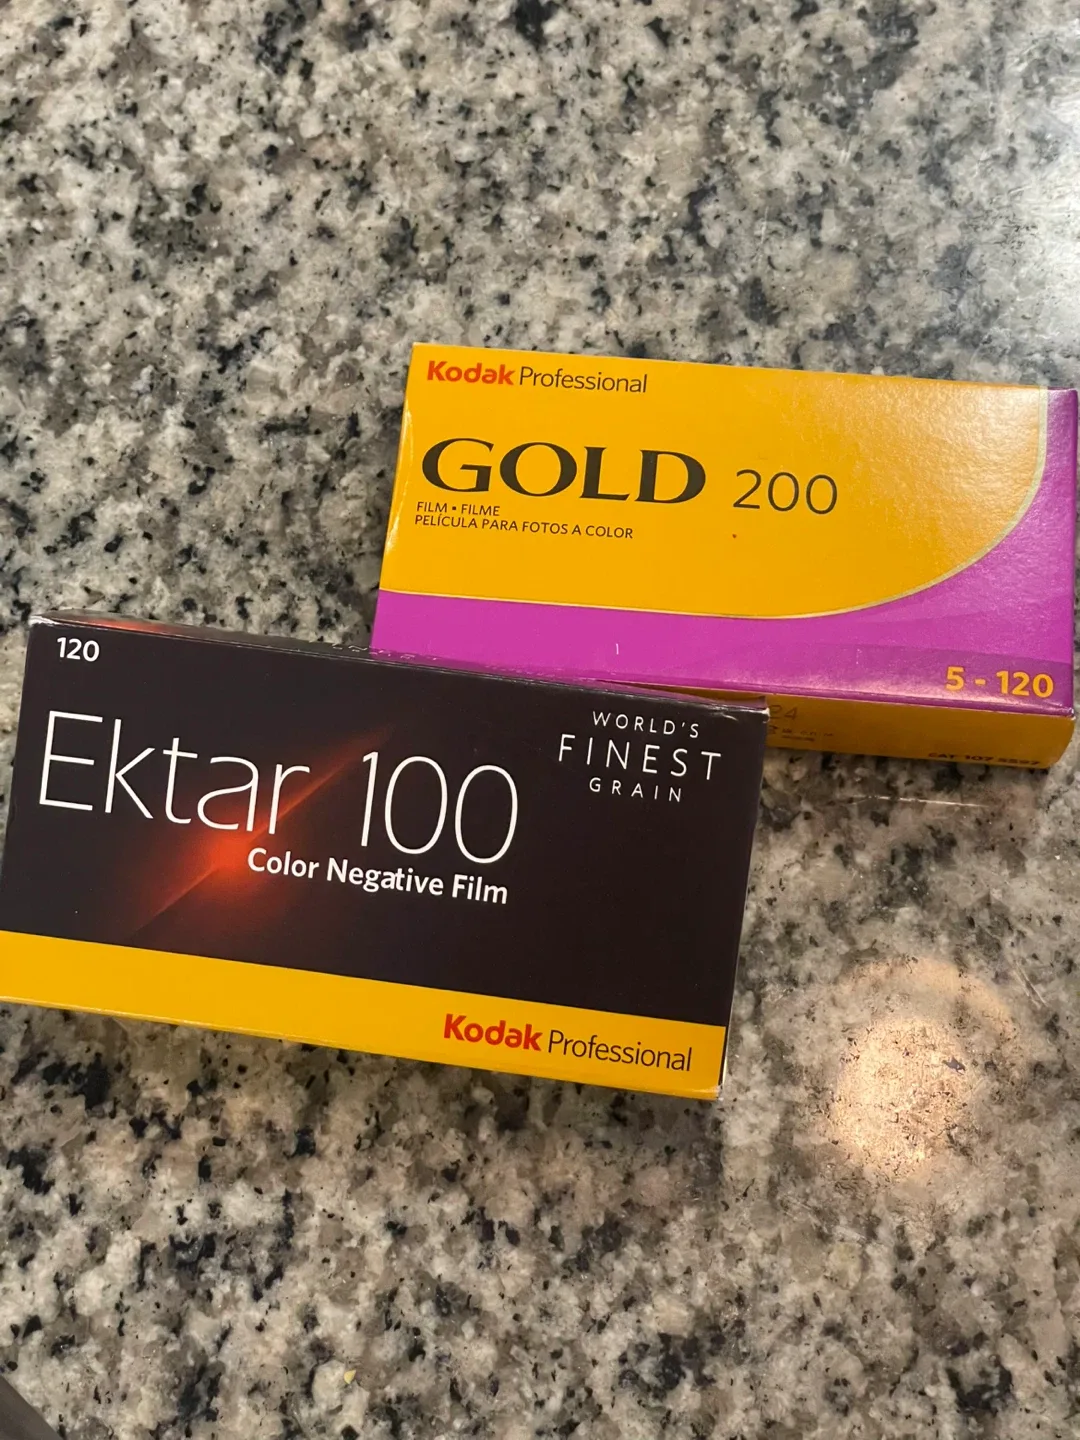 Kodak Professional
GOLD 200
FILM • FILME
PELÍCULA PARA FOTOS A COLOR
5 - 120
24
120
Ektar 100
Color Negative Film
WORLD'S
FINEST
GRAIN
Kodak Professional